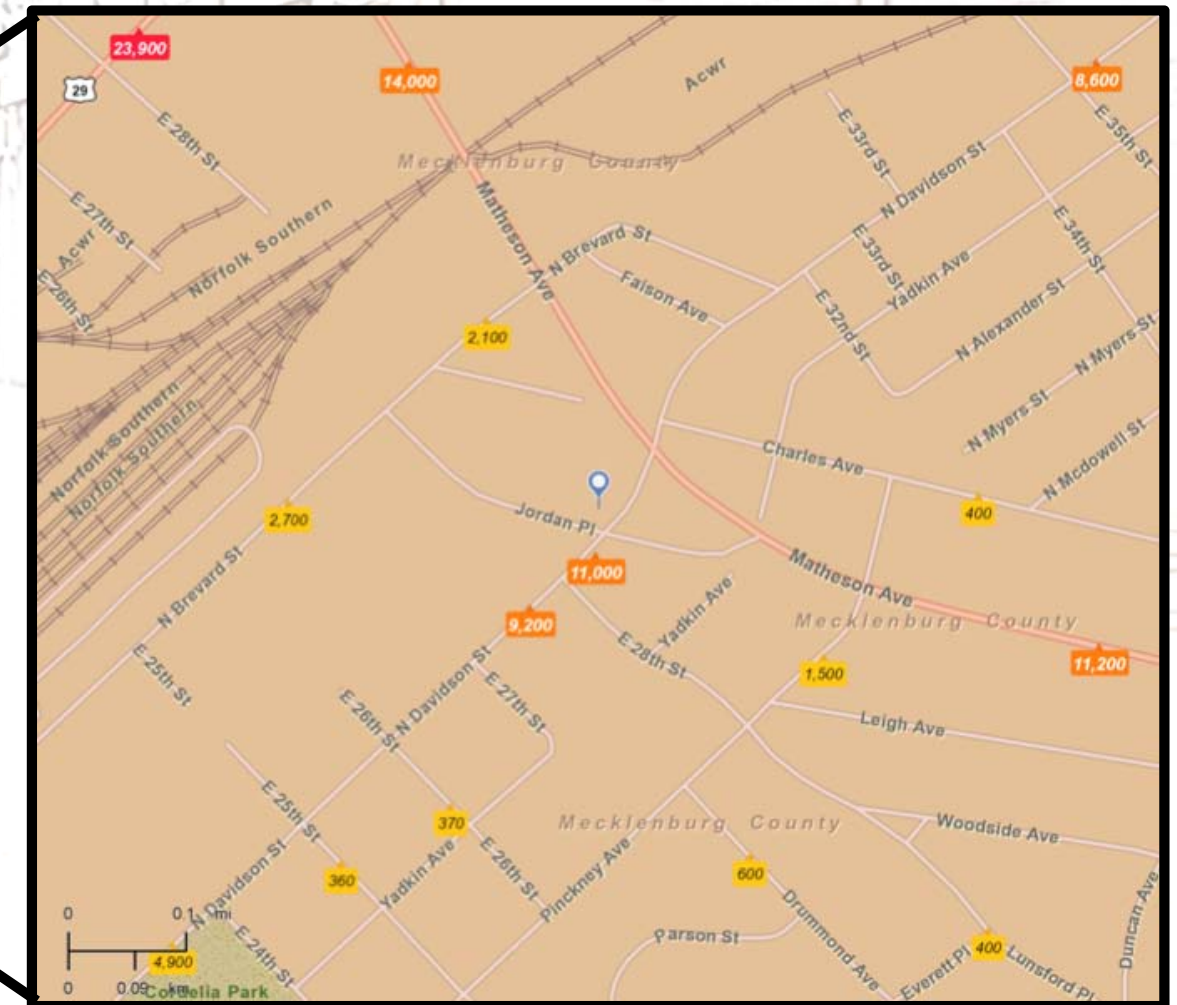 23,900
29
14,000
8,600
Acwr
E 28th St
E 33rd St
E 35th St
Mecklenburg County
N Davidson St
E 27th St
Matheson Ave
Norfolk Southern
Acwr
N Brevard St
E 33rd St
E 34th St
E 26th St
Faison Ave
Yadkin Ave
E 32nd St
N Alexander St
2,100
N Myers St
N Myers St
Norfolk Southern
Norfolk Southern
Charles Ave
N Mcdowell St
2,700
Jordan Pl
400
11,000
Matheson Ave
N Brevard St
Yadkin Ave
9,200
Mecklenburg County
E 28th St
11,200
E 25th St
N Davidson St
1,500
E 27th St
E 26th St
Leigh Ave
E 25th St
370
Mecklenburg County
Woodside Ave
360
E 26th St
Yadkin Ave
Pinckney Ave
600
N Davidson St
Drummond Ave
Duncan Ave
0 0.1 mi
Parson St
400
4,900
E 24th St
Everett Pl
Lunsford Pl
0 0.09 km
Cordelia Park